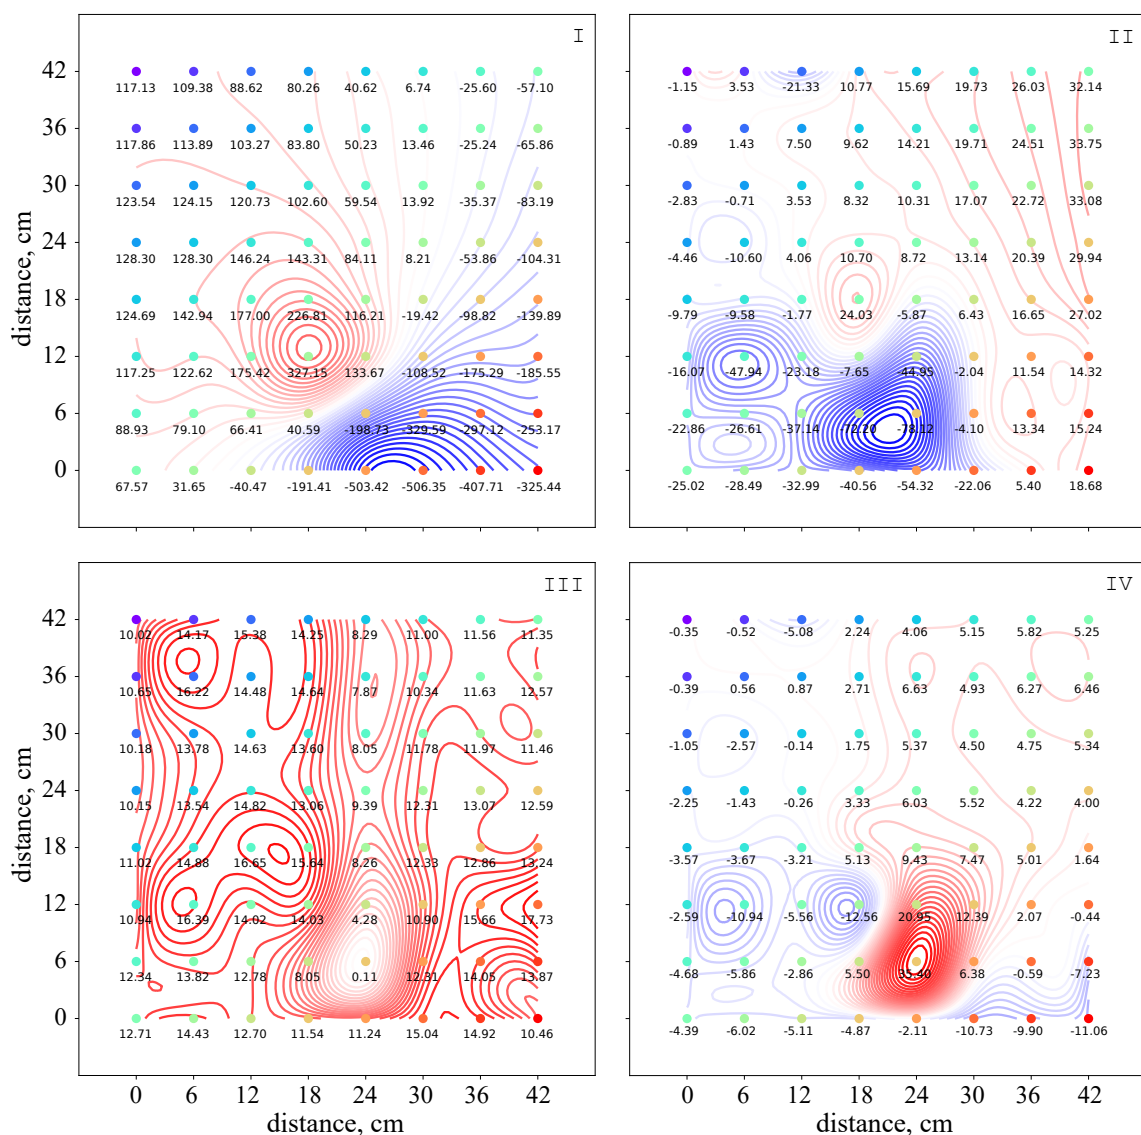 I
II
42
117.13 109.38 88.62 80.26 40.62 6.74 -25.60 -57.10
-1.15 3.53 -21.33 10.77 15.69 19.73 26.03 32.14
36
117.86 113.89 103.27 83.80 50.23 13.46 -25.24 -65.86
-0.89 1.43 7.50 9.62 14.21 19.71 24.51 33.75
30
123.54 124.15 120.73 102.60 59.54 13.92 -35.37 -83.19
-2.83 -0.71 3.53 8.32 10.31 17.07 22.72 33.08
24
128.30 128.30 146.24 143.31 84.11 8.21 -53.86 -104.31
-4.46 -10.60 4.06 10.70 8.72 13.14 20.39 29.94
18
124.69 142.94 177.00 226.81 116.21 -19.42 -98.82 -139.89
-9.79 -9.58 -1.77 24.03 -5.87 6.43 16.65 27.02
12
117.25 122.62 175.42 327.15 133.67 -108.52 -175.29 -185.55
-16.07 -47.94 -23.18 -7.65 -44.95 -2.04 11.54 14.32
6
88.93 79.10 66.41 40.59 -198.73 -329.59 -297.12 -253.17
-22.86 -26.61 -37.14 -72.20 -78.12 -4.10 13.34 15.24
0
67.57 31.65 -40.47 -191.41 -503.42 -506.35 -407.71 -325.44
-25.02 -28.49 -32.99 -40.56 -54.32 -22.06 5.40 18.68
distance, cm
III
IV
42
10.02 14.17 15.38 14.25 8.29 11.00 11.56 11.35
-0.35 -0.52 -5.08 2.24 4.06 5.15 5.82 5.25
36
10.65 16.22 14.48 14.64 7.87 10.34 11.63 12.57
-0.39 0.56 0.87 2.71 6.63 4.93 6.27 6.46
30
10.18 13.78 14.63 13.60 8.05 11.78 11.97 11.46
-1.05 -2.57 -0.14 1.75 5.37 4.50 4.75 5.34
24
10.15 13.54 14.82 13.06 9.39 12.31 13.07 12.59
-2.25 -1.43 -0.26 3.33 6.03 5.52 4.22 4.00
18
11.02 14.88 16.65 15.64 8.26 12.33 12.86 13.24
-3.57 -3.67 -3.21 5.13 9.43 7.47 5.01 1.64
12
10.94 16.39 14.02 14.03 4.28 10.90 15.66 17.73
-2.59 -10.94 -5.56 -12.56 20.95 12.39 2.07 -0.44
6
12.34 13.82 12.78 8.05 0.11 12.31 14.05 13.87
-4.68 -5.86 -2.86 5.50 35.40 6.38 -0.59 -7.23
0
12.71 14.43 12.70 11.54 11.24 15.04 14.92 10.46
-4.39 -6.02 -5.11 -4.87 -2.11 -10.73 -9.90 -11.06
distance, cm
0 6 12 18 24 30 36 42
0 6 12 18 24 30 36 42
distance, cm
distance, cm